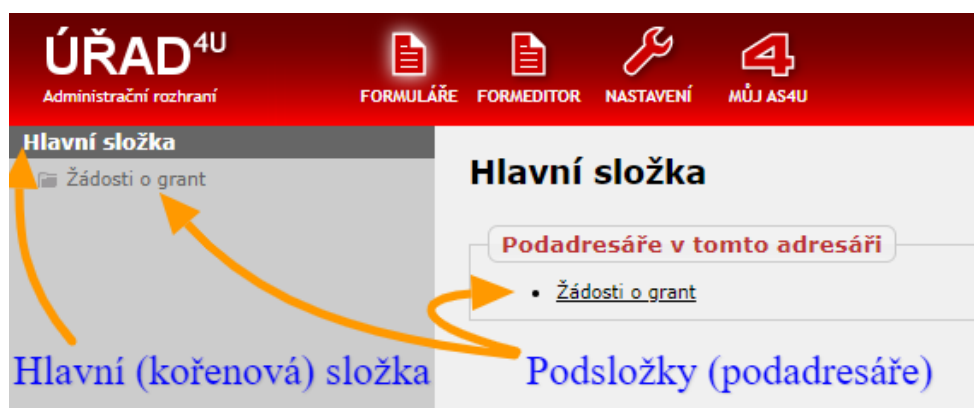 ÚŘAD4U
Administrační rozhraní
FORMULÁŘE FORMEDITOR NASTAVENÍ MŮJ AS4U
Hlavní složka
Žádosti o grant
Hlavní složka
Podadresáře v tomto adresáři
• Žádosti o grant
Hlavní (kořenová) složka
Podsložky (podadresáře)